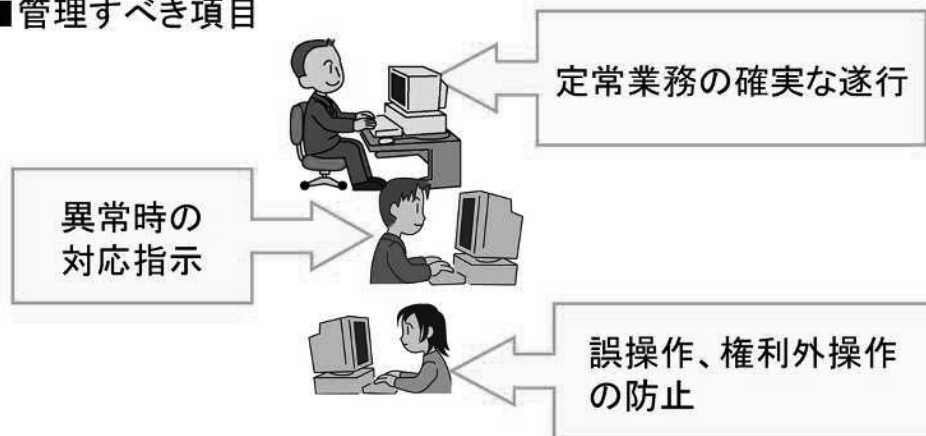 ■管理すべき項目
定常業務の確実な遂行
異常時の
対応指示
誤操作、権利外操作
の防止